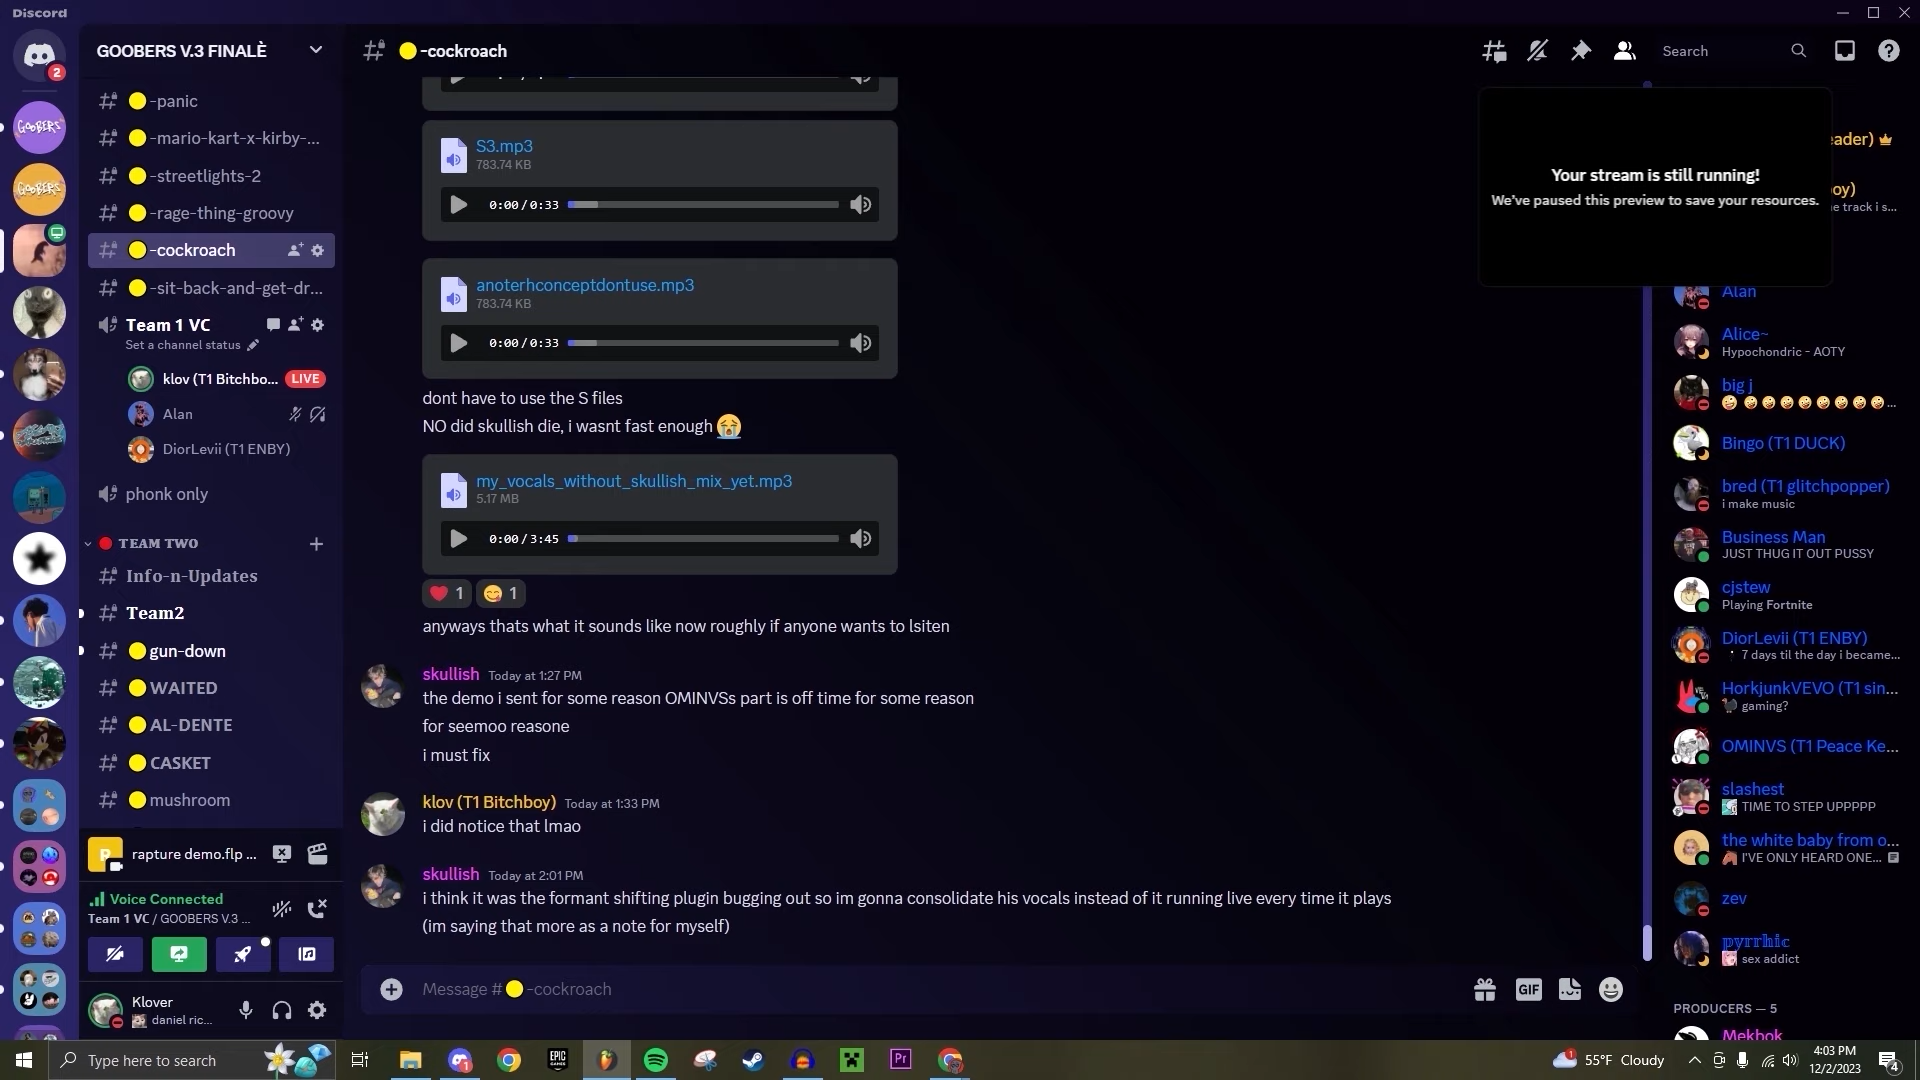 Discord
2
GOOBERS V.3 FINALÈ
-panic
-mario-kart-x-kirby-...
-streetlights-2
-rage-thing-groovy
-cockroach
-sit-back-and-get-dr...
Team 1 VC
Set a channel status
klov (T1 Bitchbo... LIVE
Alan
DiorLevii (T1 ENBY)
phonk only
TEAM TWO
Info-n-Updates
Team2
gun-down
WAITED
AL-DENTE
CASKET
mushroom
rapture demo.flp ...
Voice Connected
Team 1 VC / GOOBERS V.3 ...
Klover
daniel ric...
GOOBERS
GOOBERS
-cockroach
Search
S3.mp3
783.74 KB
0:00 / 0:33
anoterhconceptdontuse.mp3
783.74 KB
0:00 / 0:33
dont have to use the S files
NO did skullish die, i wasnt fast enough
my_vocals_without_skullish_mix_yet.mp3
5.17 MB
0:00 / 3:45
1 1
anyways thats what it sounds like now roughly if anyone wants to lsiten
skullish Today at 1:27 PM
the demo i sent for some reason OMINVSs part is off time for some reason
for seemoo reasone
i must fix
klov (T1 Bitchboy) Today at 1:33 PM
i did notice that lmao
skullish Today at 2:01 PM
i think it was the formant shifting plugin bugging out so im gonna consolidate his vocals instead of it running live every time it plays
(im saying that more as a note for myself)
Message # -cockroach
GIF
Your stream is still running!
We've paused this preview to save your resources.
eader)
oy)
e track i s...
Alan
Alice~
Hypochondric - AOTY
big j
...
Bingo (T1 DUCK)
bred (T1 glitchpopper)
i make music
Business Man
JUST THUG IT OUT PUSSY
cjstew
Playing Fortnite
DiorLevii (T1 ENBY)
7 days til the day i became...
HorkjunkVEVO (T1 sin...
gaming?
OMINVS (T1 Peace Ke...
slashest
TIME TO STEP UPPPPP
the white baby from o...
I'VE ONLY HEARD ONE...
zev
pyrrhic
sex addict
PRODUCERS — 5
Mekbok
Type here to search
1
EPIC GAMES
Pr
1
55°F Cloudy
4:03 PM
12/2/2023
4